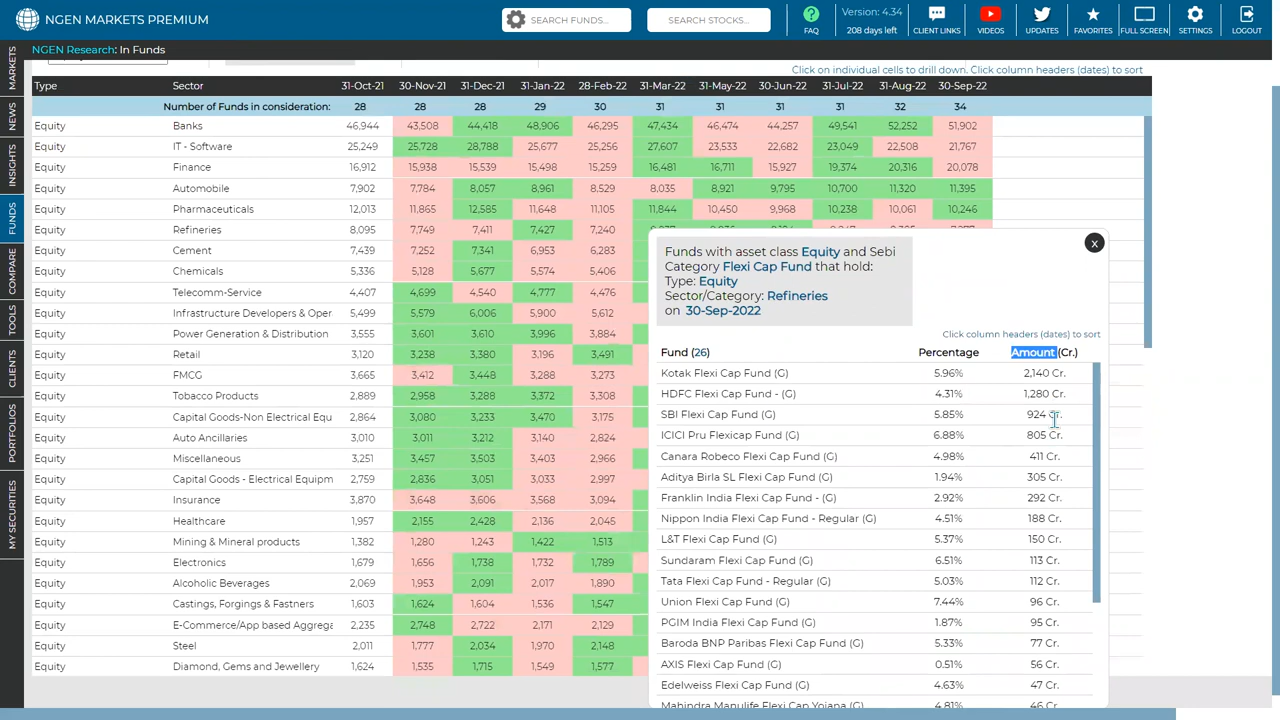 NGEN MARKETS PREMIUM
SEARCH FUNDS...
SEARCH STOCKS...
FAQ
Version: 4.34
208 days left
CLIENT LINKS
VIDEOS
UPDATES
FAVORITES
FULL SCREEN
SETTINGS
LOGOUT
NGEN Research: In Funds
MARKETS
NEWS
INSIGHTS
FUNDS
COMPARE
TOOLS
CLIENTS
PORTFOLIOS
MY SECURITIES
Click on individual cells to drill down. Click column headers (dates) to sort
Type Sector 31-Oct-21 30-Nov-21 31-Dec-21 31-Jan-22 28-Feb-22 31-Mar-22 31-May-22 30-Jun-22 31-Jul-22 31-Aug-22 30-Sep-22
Number of Funds in consideration: 28 28 28 29 30 31 31 31 31 32 34
Equity Banks 46,944 43,508 44,418 48,906 46,295 47,434 46,474 44,257 49,541 52,252 51,902
Equity IT - Software 25,249 25,728 28,788 25,677 25,256 27,607 23,533 22,682 23,049 22,508 21,767
Equity Finance 16,912 15,938 15,539 15,498 15,259 16,481 16,711 15,927 19,374 20,316 20,078
Equity Automobile 7,902 7,784 8,057 8,961 8,529 8,035 8,921 9,795 10,700 11,320 11,395
Equity Pharmaceuticals 12,013 11,865 12,585 11,648 11,105 11,844 10,450 9,968 10,238 10,061 10,246
Equity Refineries 8,095 7,749 7,411 7,427 7,240
Equity Cement 7,439 7,252 7,341 6,953 6,283
Equity Chemicals 5,336 5,128 5,677 5,574 5,406
Equity Telecomm-Service 4,407 4,699 4,540 4,777 4,476
Equity Infrastructure Developers & Oper 5,499 5,579 6,006 5,900 5,612
Equity Power Generation & Distribution 3,555 3,601 3,610 3,996 3,884
Equity Retail 3,120 3,238 3,380 3,196 3,491
Equity FMCG 3,665 3,412 3,448 3,288 3,273
Equity Tobacco Products 2,889 2,958 3,288 3,372 3,308
Equity Capital Goods-Non Electrical Equ 2,864 3,080 3,233 3,470 3,175
Equity Auto Ancillaries 3,010 3,011 3,212 3,140 2,824
Equity Miscellaneous 3,251 3,457 3,522 3,403 2,966
Equity Capital Goods - Electrical Equipm 2,759 2,836 3,051 3,033 2,997
Equity Insurance 3,870 3,648 3,606 3,568 3,094
Equity Healthcare 1,957 2,155 2,428 2,136 2,045
Equity Mining & Mineral products 1,382 1,280 1,243 1,422 1,513
Equity Electronics 1,679 1,656 1,738 1,732 1,789
Equity Alcoholic Beverages 2,069 1,953 2,091 2,017 1,890
Equity Castings, Forgings & Fastners 1,603 1,624 1,604 1,536 1,547
Equity E-Commerce/App based Aggrega 2,235 2,748 2,722 2,171 2,129
Equity Steel 2,011 1,777 2,034 1,970 2,148
Equity Diamond, Gems and Jewellery 1,624 1,535 1,715 1,549 1,577
x
Funds with asset class Equity and Sebi
Category Flexi Cap Fund that hold:
Type: Equity
Sector/Category: Refineries
on 30-Sep-2022
Click column headers (dates) to sort
Fund (26) Percentage Amount (Cr.)
Kotak Flexi Cap Fund (G) 5.96% 2,140 Cr.
HDFC Flexi Cap Fund - (G) 4.31% 1,280 Cr.
SBI Flexi Cap Fund (G) 5.85% 924 Cr.
ICICI Pru Flexicap Fund (G) 6.88% 805 Cr.
Canara Robeco Flexi Cap Fund (G) 4.98% 411 Cr.
Aditya Birla SL Flexi Cap Fund (G) 1.94% 305 Cr.
Franklin India Flexi Cap Fund - (G) 2.92% 292 Cr.
Nippon India Flexi Cap Fund - Regular (G) 4.51% 188 Cr.
L&T Flexi Cap Fund (G) 5.37% 150 Cr.
Sundaram Flexi Cap Fund (G) 6.51% 113 Cr.
Tata Flexi Cap Fund - Regular (G) 5.03% 112 Cr.
Union Flexi Cap Fund (G) 7.44% 96 Cr.
PGIM India Flexi Cap Fund (G) 1.87% 95 Cr.
Baroda BNP Paribas Flexi Cap Fund (G) 5.33% 77 Cr.
AXIS Flexi Cap Fund (G) 0.51% 56 Cr.
Edelweiss Flexi Cap Fund (G) 4.63% 47 Cr.
Mahindra Manulife Flexi Cap Yojana (G) 4.81% 46 Cr.